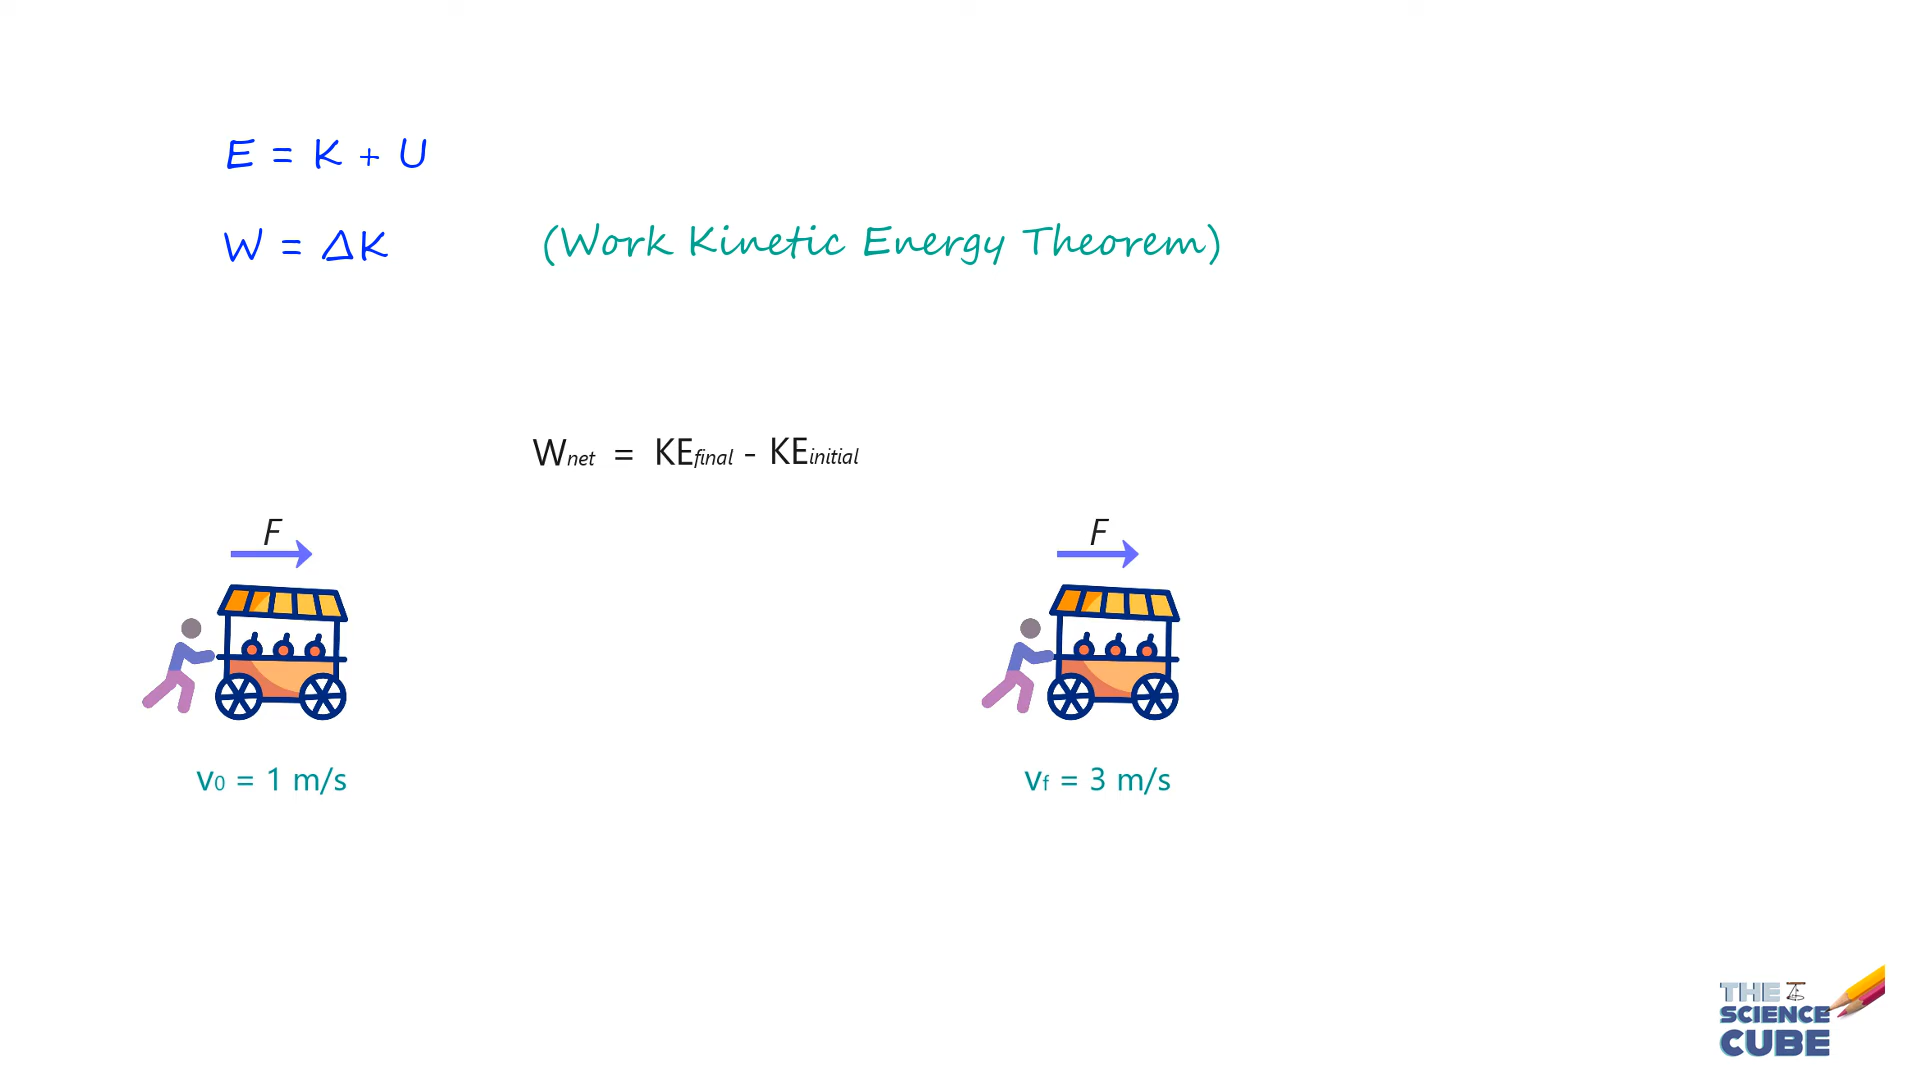 E = K + U
W = ΔK (Work Kinetic Energy Theorem)
Wnet = KEfinal - KEinitial
F F
v0 = 1 m/s vf = 3 m/s
THE
SCIENCE
CUBE